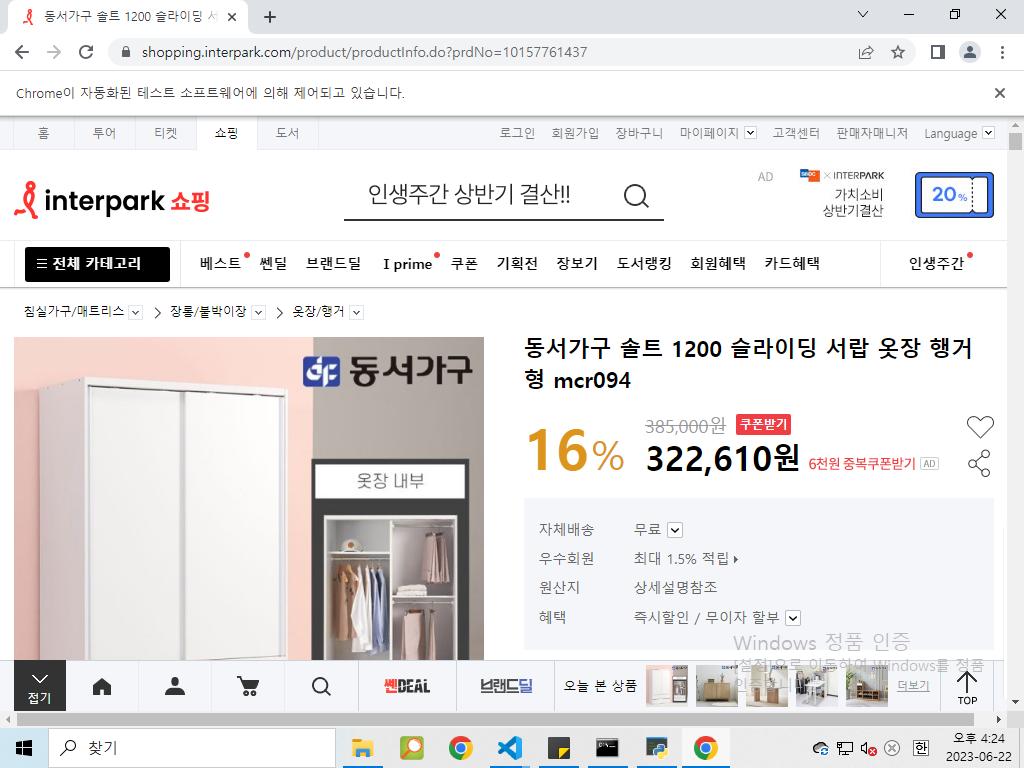 동서가구 솔트 1200 슬라이딩 서
shopping.interpark.com/product/productInfo.do?prdNo=10157761437
Chrome이 자동화된 테스트 소프트웨어에 의해 제어되고 있습니다.
홈 투어 티켓 쇼핑 도서 로그인 회원가입 장바구니 마이페이지 고객센터 판매자매니저 Language
interpark 쇼핑
인생주간 상반기 결산!!
AD
SBDC × INTERPARK
가치소비
상반기결산
20%
전체 카테고리 베스트 쎈딜 브랜드딜 I prime 쿠폰 기획전 장보기 도서랭킹 회원혜택 카드혜택 인생주간
침실가구/매트리스 장롱/붙박이장 옷장/행거
동서가구
옷장 내부
동서가구 솔트 1200 슬라이딩 서랍 옷장 행거
형 mcr094
16%
385,000원 쿠폰받기
322,610원 6천원 중복쿠폰받기 AD
자체배송 무료
우수회원 최대 1.5% 적립
원산지 상세설명참조
혜택 즉시할인 / 무이자 할부
Windows 정품 인증
[설정]으로 이동하여 Windows를 정품
인증합니다.
접기
쎈DEAL
브랜드딜
오늘 본 상품
더보기
TOP
찾기
한
오후 4:24
2023-06-22